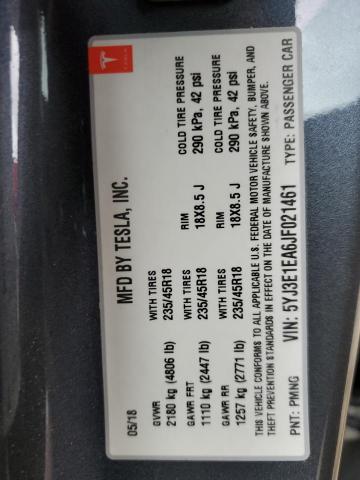 TESLA
MFD BY TESLA, INC.
05/18
GVWR WITH TIRES RIM COLD TIRE PRESSURE
2180 kg (4806 lb) 235/45R18 18X8.5 J 290 kPa, 42 psi
GAWR FRT WITH TIRES RIM COLD TIRE PRESSURE
1110 kg (2447 lb) 235/45R18 18X8.5 J 290 kPa, 42 psi
GAWR RR WITH TIRES
1257 kg (2771 lb) 235/45R18
THIS VEHICLE CONFORMS TO ALL APPLICABLE U.S. FEDERAL MOTOR VEHICLE SAFETY, BUMPER, AND
THEFT PREVENTION STANDARDS IN EFFECT ON THE DATE OF MANUFACTURE SHOWN ABOVE.
VIN: 5YJ3E1EA6JF021461 TYPE: PASSENGER CAR
PNT: PMNG